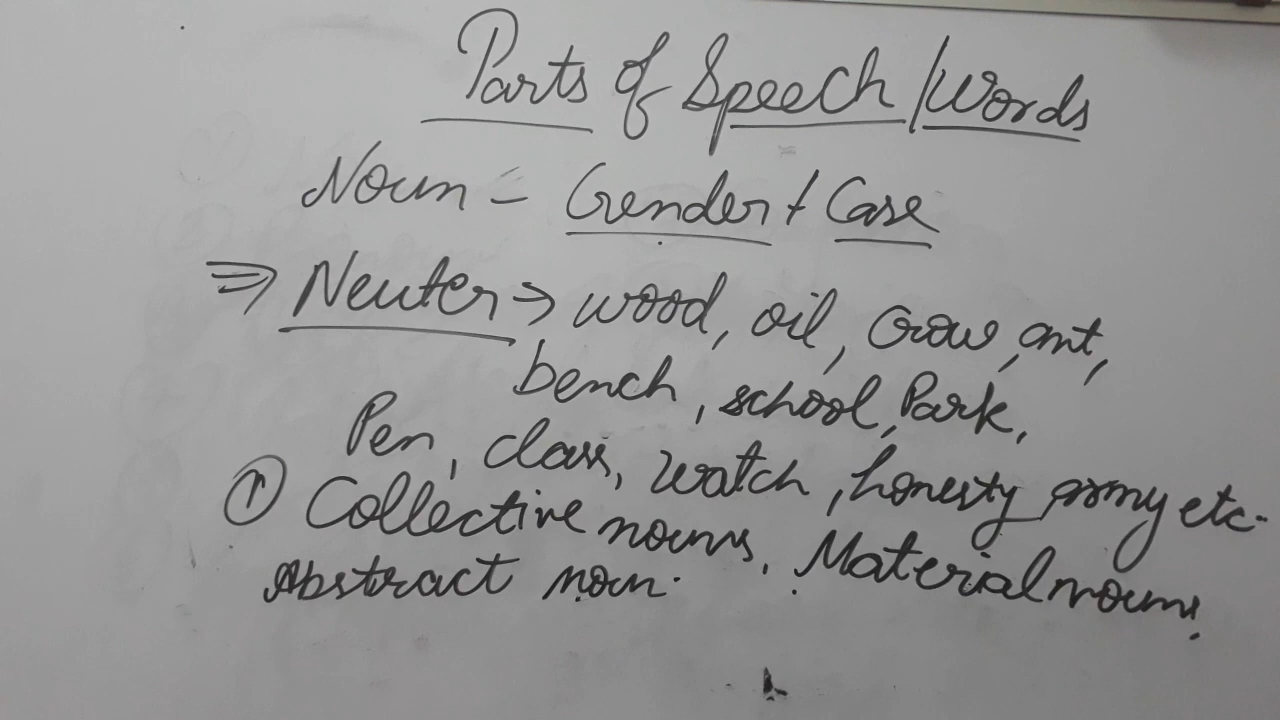 Parts of Speech/Words
Noun - Gender + Case
⇒ Neuter → wood, oil, Crow, ant,
bench, school, Park,
Pen, class, watch, honesty army etc.
① Collective nouns, Material nouns,
Abstract noun.